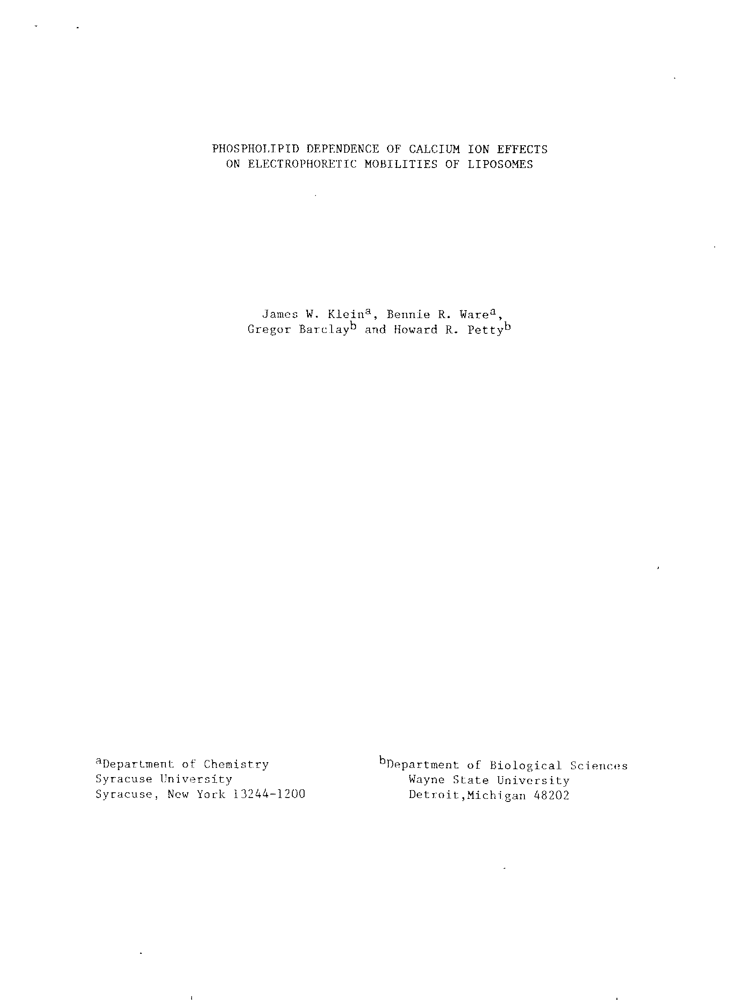 PHOSPHOLIPID DEPENDENCE OF CALCIUM ION EFFECTS
ON ELECTROPHORETIC MOBILITIES OF LIPOSOMES
James W. Klein^a, Bennie R. Ware^a,
Gregor Barclay^b and Howard R. Petty^b
^aDepartment of Chemistry
Syracuse University
Syracuse, New York 13244-1200
^bDepartment of Biological Sciences
Wayne State University
Detroit,Michigan 48202